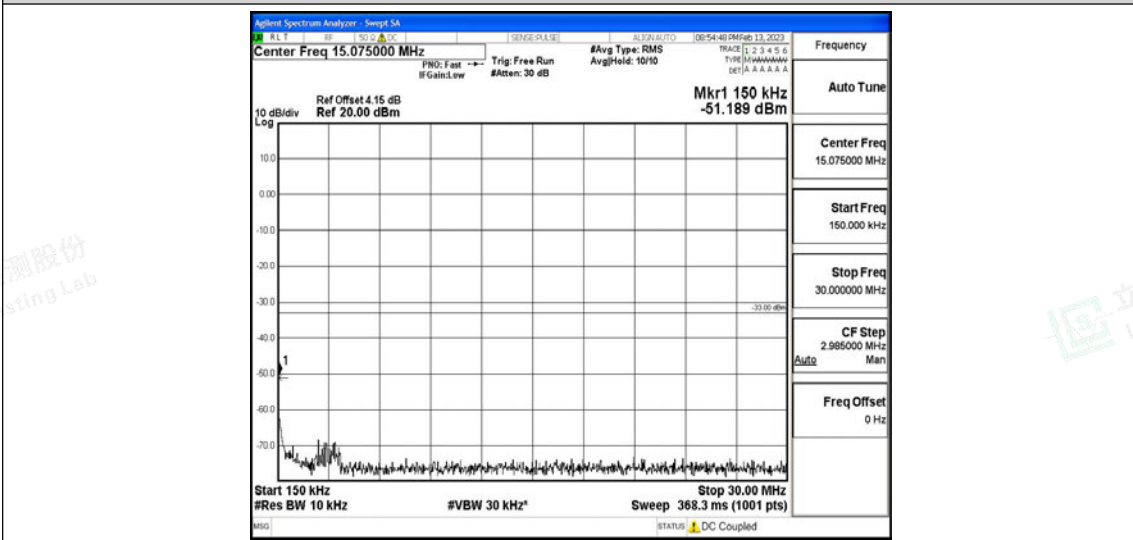 Agilent Spectrum Analyzer - Swept SA
RLT RF 50 Ω DC SENSE:PULSE ALIGN AUTO 08:54:48 PM Feb 13, 2023
Center Freq 15.075000 MHz
PNO: Fast
IFGain:Low
Trig: Free Run
#Atten: 30 dB
#Avg Type: RMS
Avg|Hold: 10/10
TRACE 1 2 3 4 5 6
TYPE MWWWWW
DET A A A A A A
Frequency
Auto Tune
Mkr1 150 kHz
-51.189 dBm
Ref Offset 4.15 dB
10 dB/div Ref 20.00 dBm
Log
10.0
0.00
-10.0
-20.0
-30.0
-33.00 dBm
-40.0
1
-50.0
-60.0
-70.0
Center Freq
15.075000 MHz
Start Freq
150.000 kHz
Stop Freq
30.000000 MHz
CF Step
2.985000 MHz
Auto Man
Freq Offset
0 Hz
Start 150 kHz Stop 30.00 MHz
#Res BW 10 kHz #VBW 30 kHz* Sweep 368.3 ms (1001 pts)
MSG STATUS DC Coupled
测股份
sting Lab
立